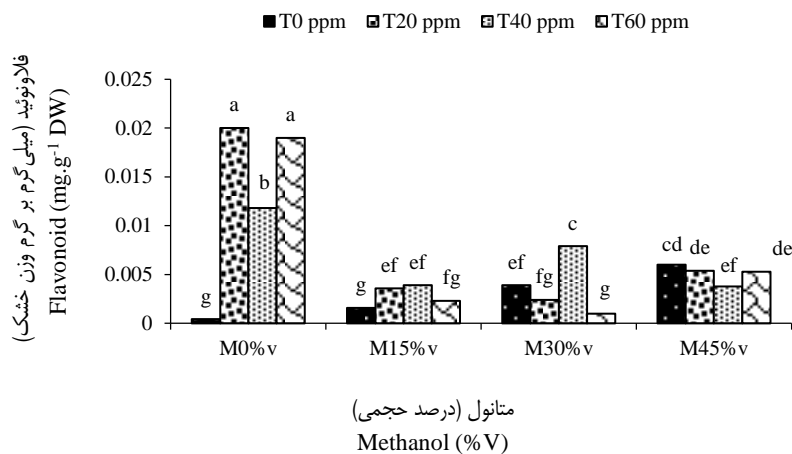 T0 ppm T20 ppm T40 ppm T60 ppm
فلاونوئید (میلی گرم بر گرم وزن خشک)
Flavonoid (mg.g-1 DW)
0.025
0.02
0.015
0.01
0.005
0
g a b a
g ef ef fg
ef fg c g
cd de ef de
M0%v M15%v M30%v M45%v
متانول (درصد حجمی)
Methanol (%V)